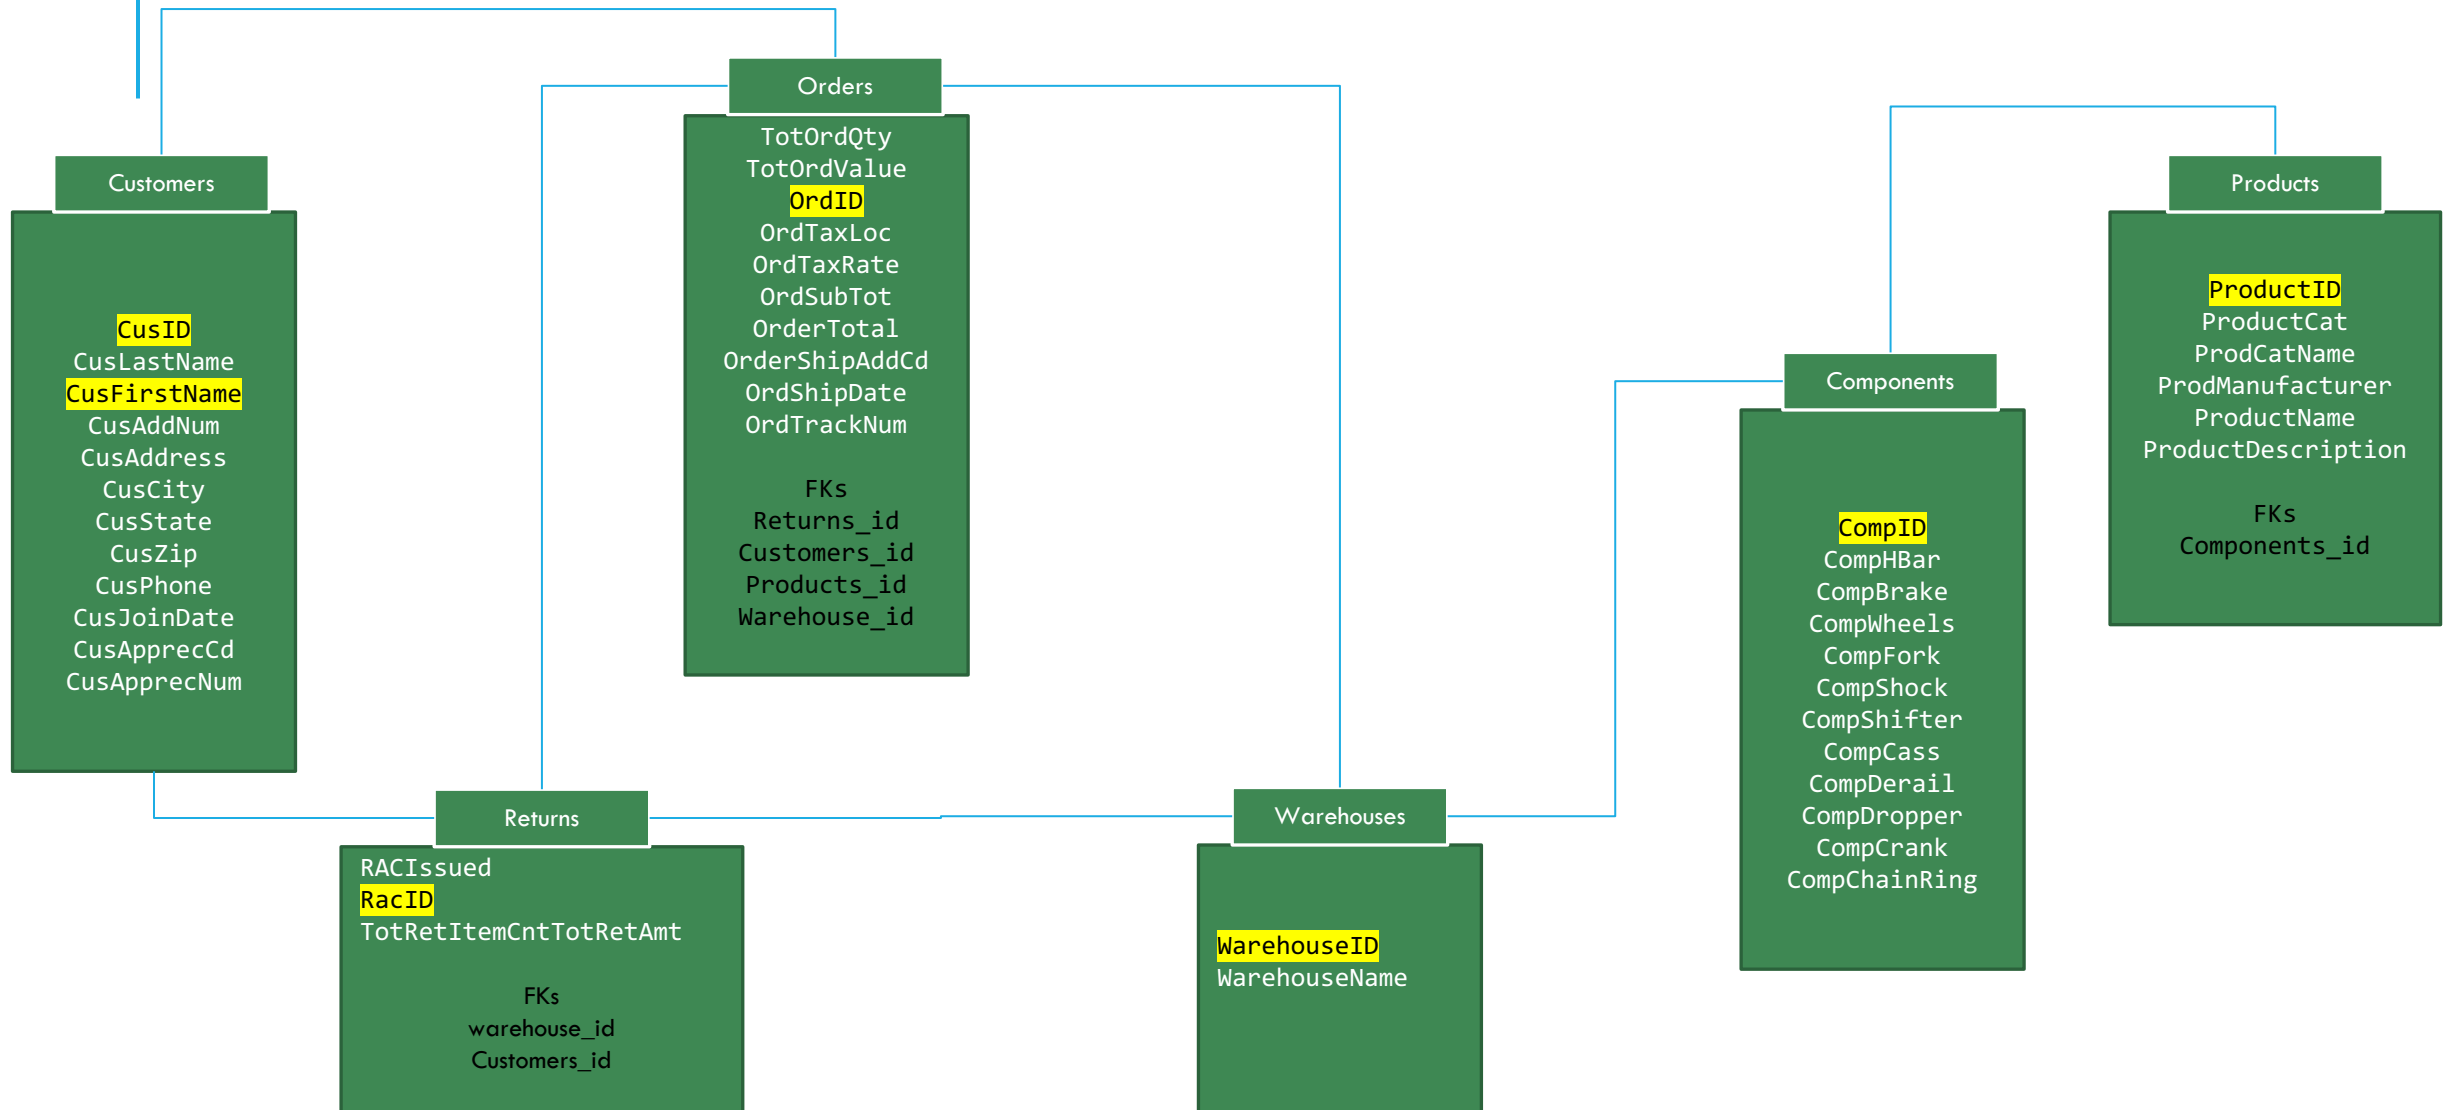 Customers
CusID
CusLastName
CusFirstName
CusAddNum
CusAddress
CusCity
CusState
CusZip
CusPhone
CusJoinDate
CusApprecCd
CusApprecNum
Orders
TotOrdQty
TotOrdValue
OrdID
OrdTaxLoc
OrdTaxRate
OrdSubTot
OrderTotal
OrderShipAddCd
OrdShipDate
OrdTrackNum
FKs
Returns_id
Customers_id
Products_id
Warehouse_id
Returns
RACIssued
RacID
TotRetItemCntTotRetAmt
FKs
warehouse_id
Customers_id
Warehouses
WarehouseID
WarehouseName
Components
CompID
CompHBar
CompBrake
CompWheels
CompFork
CompShock
CompShifter
CompCass
CompDerail
CompDropper
CompCrank
CompChainRing
Products
ProductID
ProductCat
ProdCatName
ProdManufacturer
ProductName
ProductDescription
FKs
Components_id